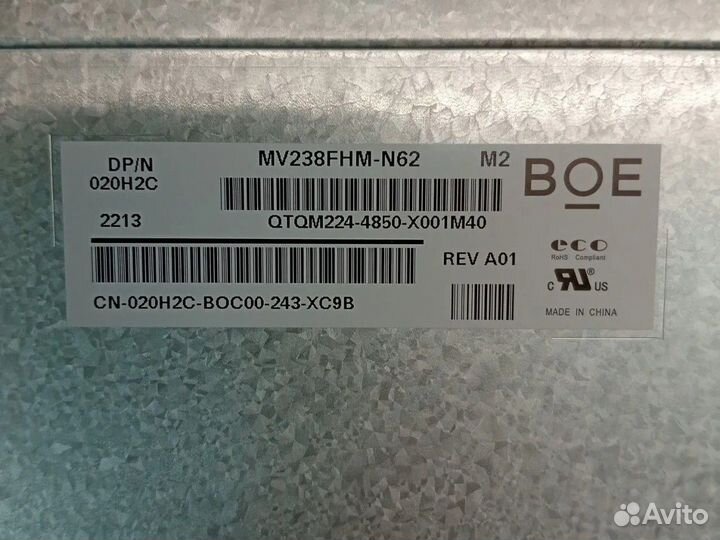 DP/N
020H2C
MV238FHM-N62 M2
BOE
2213
QTQM224-4850-X001M40
REV A01
CN-020H2C-BOC00-243-XC9B
eco
RoHS Compliant
c RU ® US
MADE IN CHINA
Avito